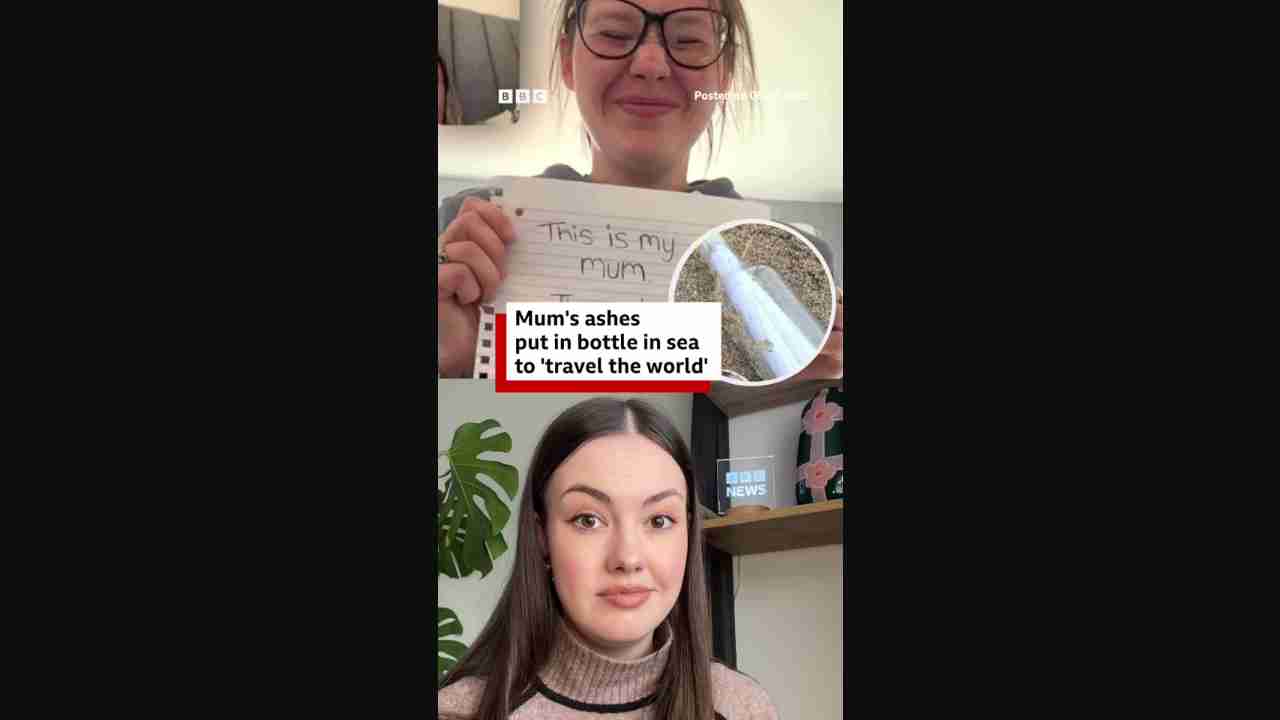 BBC
This is my
mum.
Mum's ashes
put in bottle in sea
to 'travel the world'
NEWS